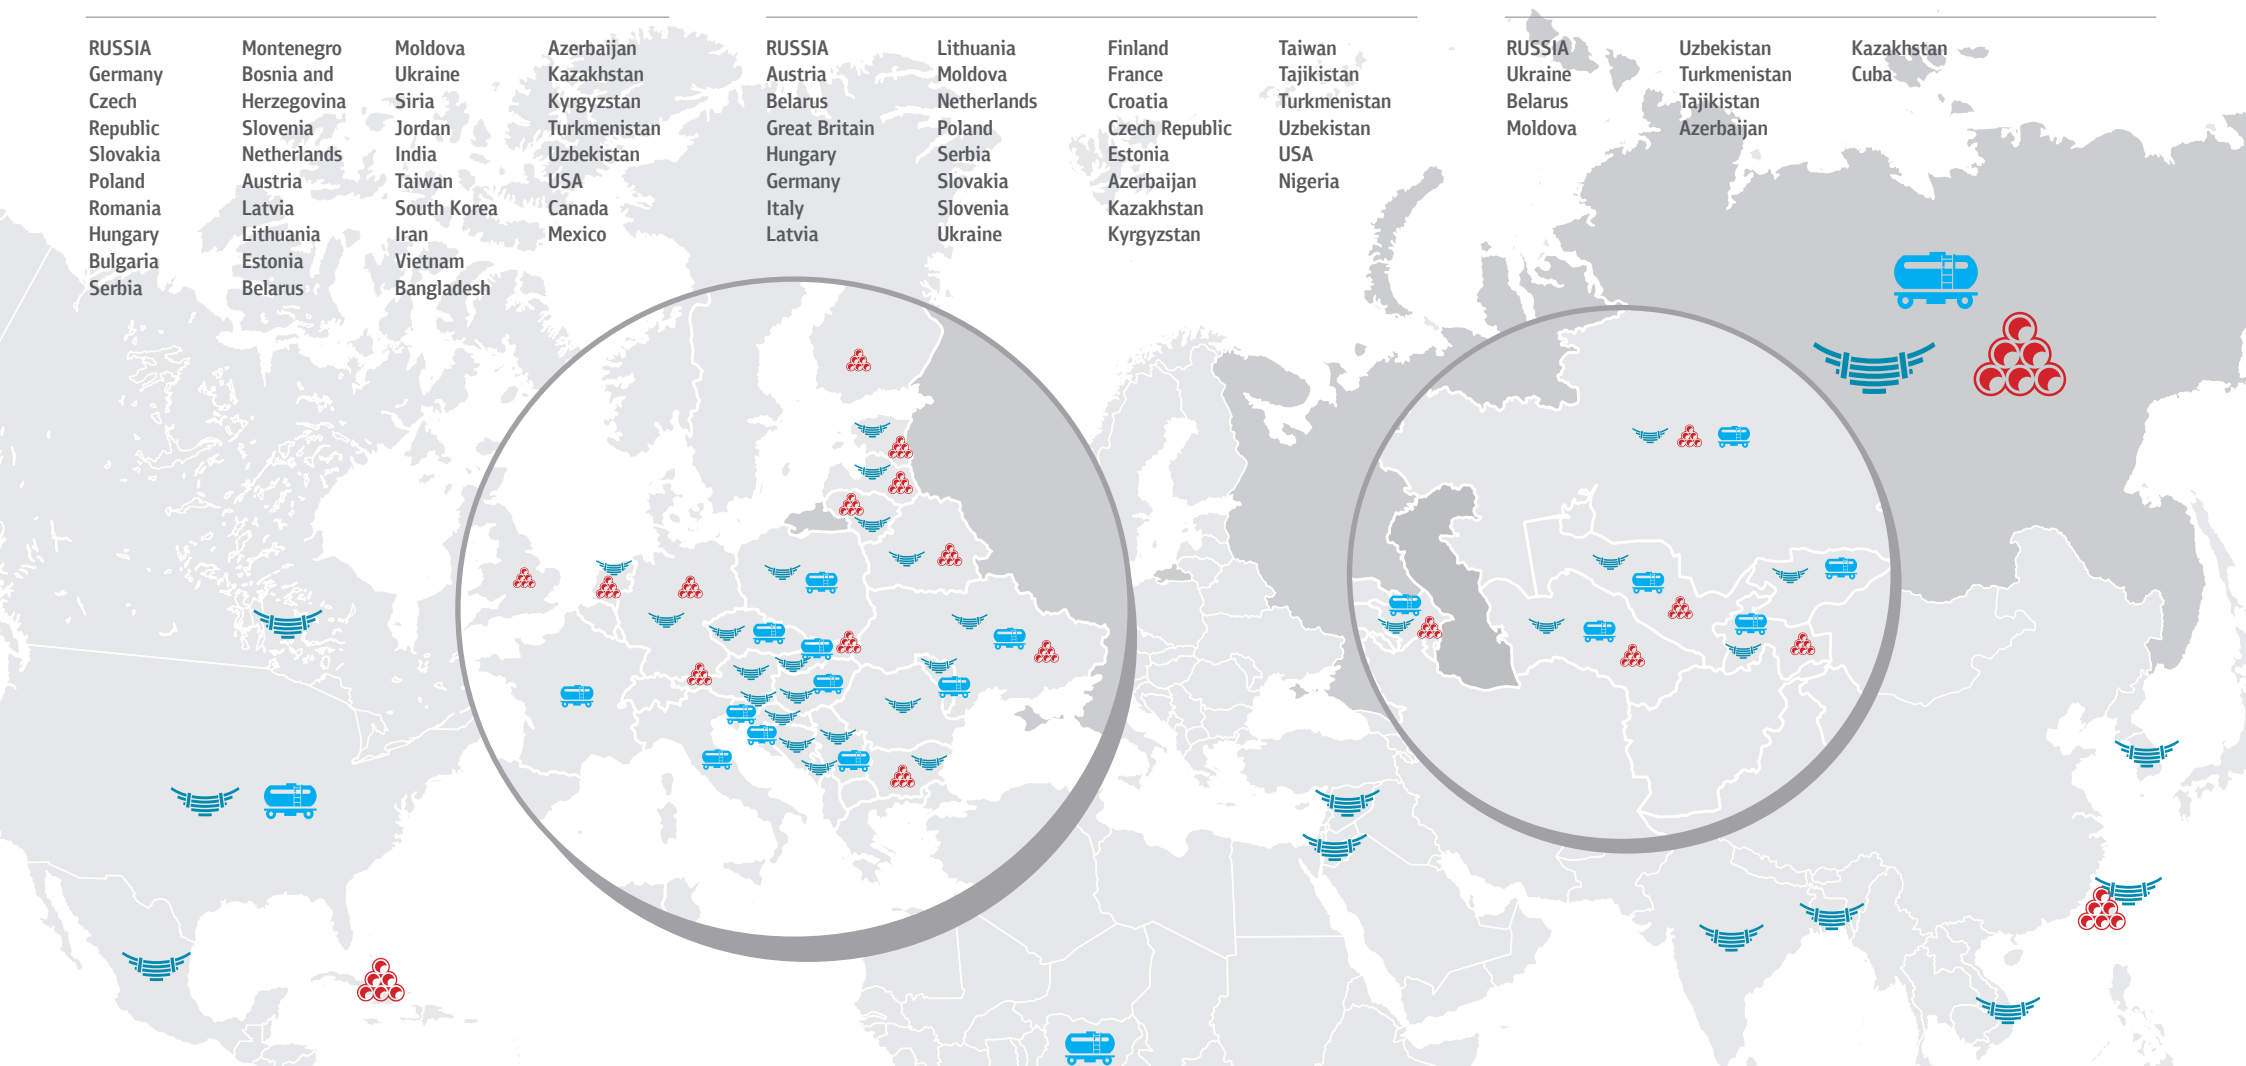 RUSSIA
Germany
Czech
Republic
Slovakia
Poland
Romania
Hungary
Bulgaria
Serbia
Montenegro
Bosnia and
Herzegovina
Slovenia
Netherlands
Austria
Latvia
Lithuania
Estonia
Belarus
Moldova
Ukraine
Siria
Jordan
India
Taiwan
South Korea
Iran
Vietnam
Bangladesh
Azerbaijan
Kazakhstan
Kyrgyzstan
Turkmenistan
Uzbekistan
USA
Canada
Mexico
RUSSIA
Austria
Belarus
Great Britain
Hungary
Germany
Italy
Latvia
Lithuania
Moldova
Netherlands
Poland
Serbia
Slovakia
Slovenia
Ukraine
Finland
France
Croatia
Czech Republic
Estonia
Azerbaijan
Kazakhstan
Kyrgyzstan
Taiwan
Tajikistan
Turkmenistan
Uzbekistan
USA
Nigeria
RUSSIA
Ukraine
Belarus
Moldova
Uzbekistan
Turkmenistan
Tajikistan
Azerbaijan
Kazakhstan
Cuba